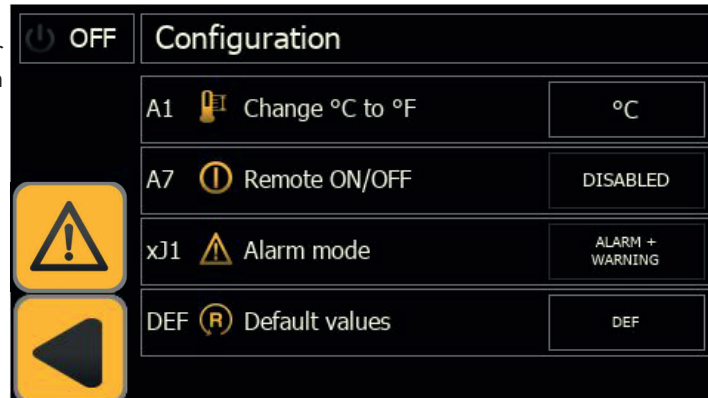 OFF
Configuration
A1 Change °C to °F
°C
A7 Remote ON/OFF
DISABLED
xJ1 Alarm mode
ALARM +
WARNING
DEF R Default values
DEF